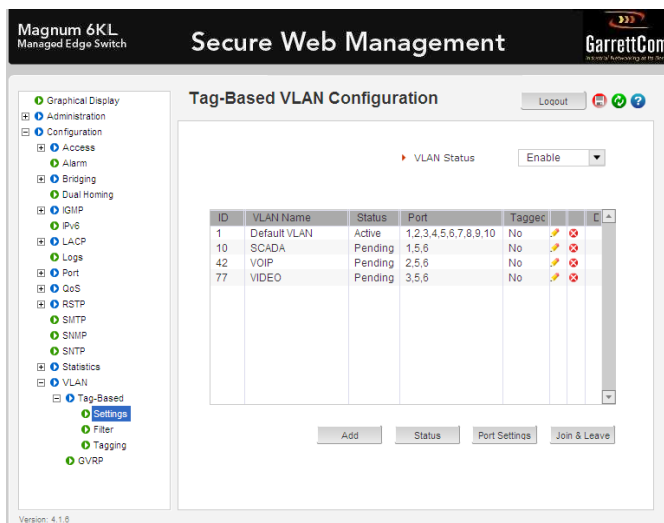 Magnum 6KL
Managed Edge Switch
Secure Web Management
GarrettCom
Graphical Display
Administration
Configuration
Access
Alarm
Bridging
Dual Homing
IGMP
IPv6
LACP
Logs
Port
QoS
RSTP
SMTP
SNMP
SNTP
Statistics
VLAN
Tag-Based
Settings
Filter
Tagging
GVRP
Version: 4.1.6
Tag-Based VLAN Configuration
Logout
VLAN Status Enable
ID VLAN Name Status Port Tagged D
1 Default VLAN Active 1,2,3,4,5,6,7,8,9,10 No
10 SCADA Pending 1,5,6 No
42 VOIP Pending 2,5,6 No
77 VIDEO Pending 3,5,6 No
Add Status Port Settings Join & Leave